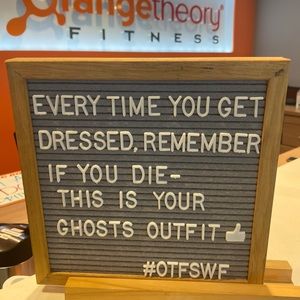 Orangetheory®
FITNESS
EVERY TIME YOU GET
DRESSED, REMEMBER
IF YOU DIE-
THIS IS YOUR
GHOSTS OUTFIT 👍
#OTFSWF